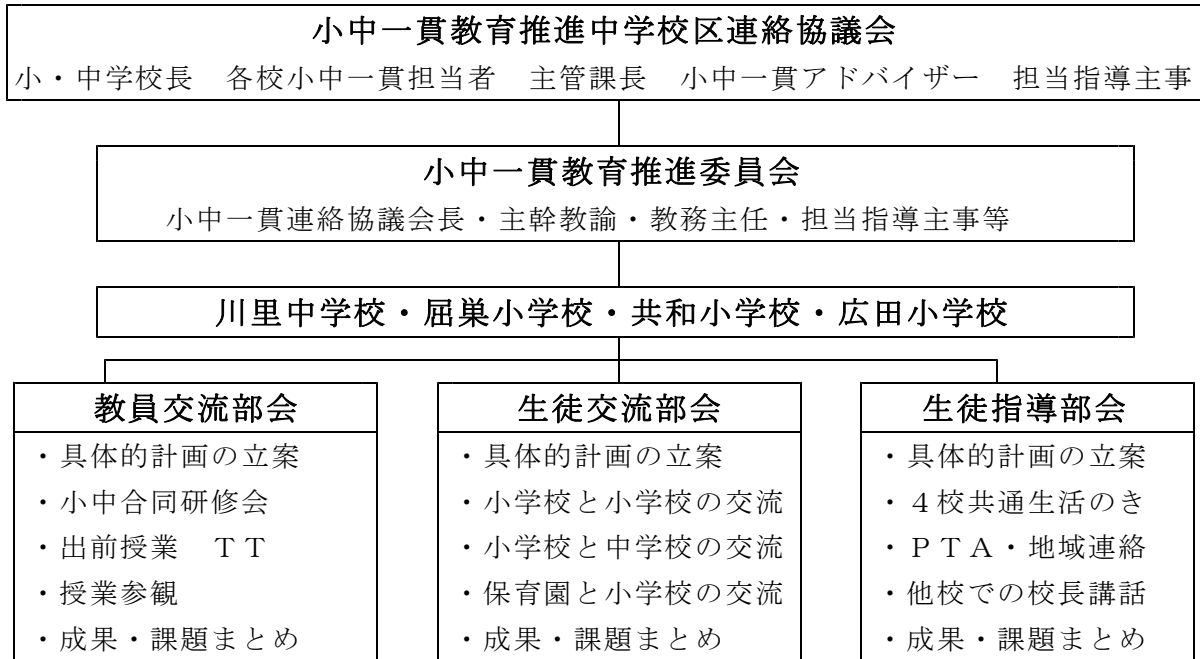 小中一貫教育推進中学校区連絡協議会
小・中学校長　各校小中一貫担当者　主管課長　小中一貫アドバイザー　担当指導主事
小中一貫教育推進委員会
小中一貫連絡協議会長・主幹教諭・教務主任・担当指導主事等
川里中学校・屈巣小学校・共和小学校・広田小学校
教員交流部会
・具体的計画の立案
・小中合同研修会
・出前授業　ＴＴ
・授業参観
・成果・課題まとめ
生徒交流部会
・具体的計画の立案
・小学校と小学校の交流
・小学校と中学校の交流
・保育園と小学校の交流
・成果・課題まとめ
生徒指導部会
・具体的計画の立案
・４校共通生活のき
・ＰＴＡ・地域連絡
・他校での校長講話
・成果・課題まとめ